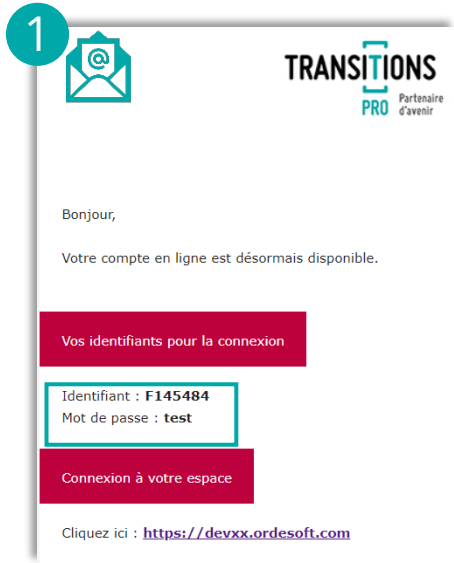 1
@
TRANSITIONS
PRO
Partenaire
d'avenir
Bonjour,
Votre compte en ligne est désormais disponible.
Vos identifiants pour la connexion
Identifiant : F145484
Mot de passe : test
Connexion à votre espace
Cliquez ici : https://devxx.ordesoft.com